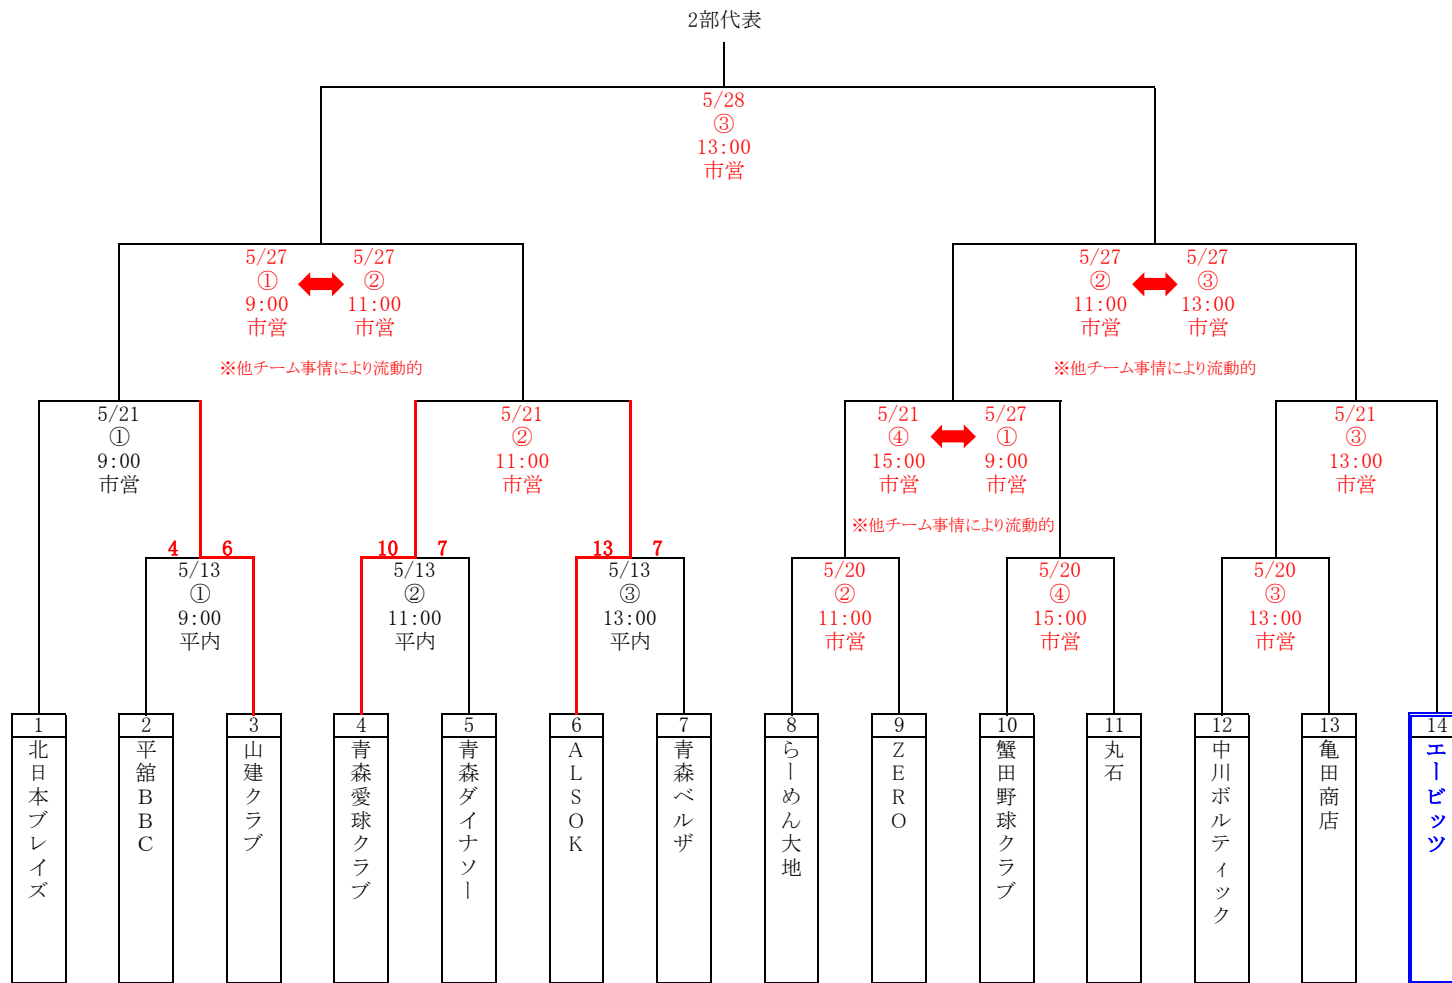 2部代表
5/28
③
13:00
市営
5/27
①
9:00
市営
5/27
②
11:00
市営
※他チーム事情により流動的
5/27
②
11:00
市営
5/27
③
13:00
市営
※他チーム事情により流動的
5/21
①
9:00
市営
5/21
②
11:00
市営
5/21
④
15:00
市営
5/27
①
9:00
市営
※他チーム事情により流動的
5/21
③
13:00
市営
4 6
5/13
①
9:00
平内
10 7
5/13
②
11:00
平内
13 7
5/13
③
13:00
平内
5/20
②
11:00
市営
5/20
④
15:00
市営
5/20
③
13:00
市営
1
北日本ブレイズ
2
平舘BBC
3
山建クラブ
4
青森愛球クラブ
5
青森ダイナソー
6
ALSOK
7
青森ベルザ
8
らーめん大地
9
ZERO
10
蟹田野球クラブ
11
丸石
12
中川ボルティック
13
亀田商店
14
エービッツ